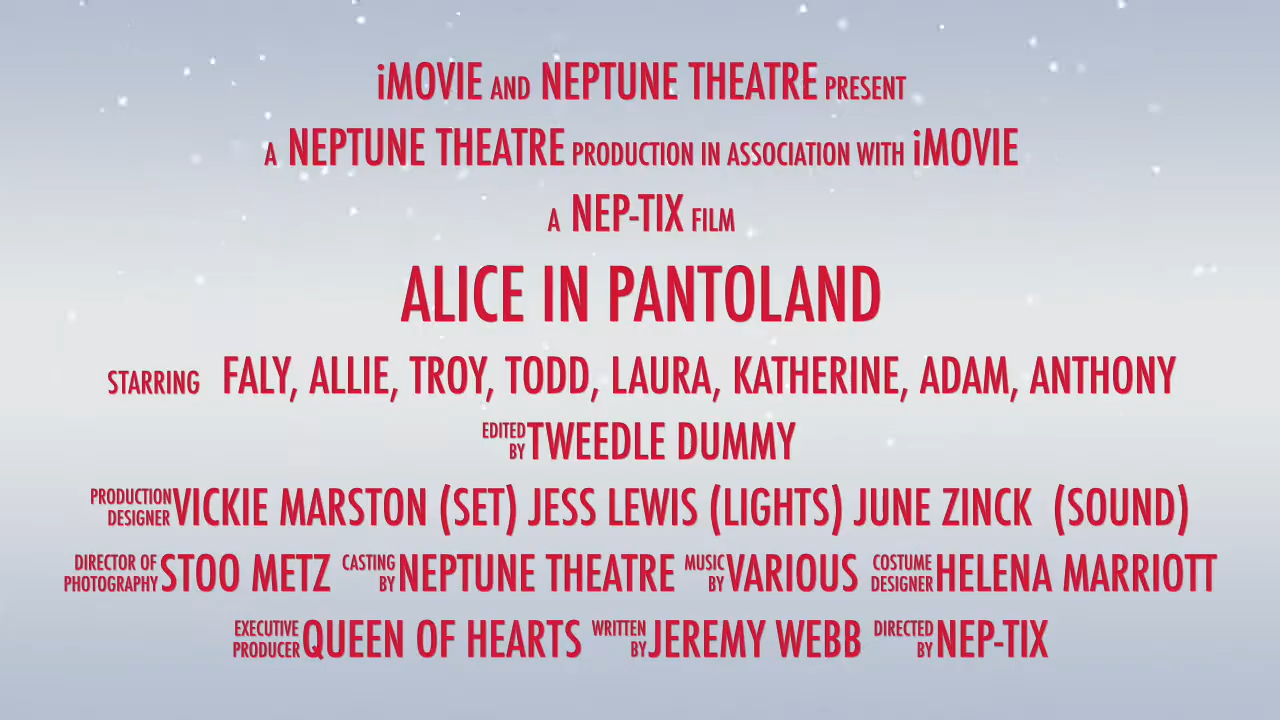 iMOVIE AND NEPTUNE THEATRE PRESENT
A NEPTUNE THEATRE PRODUCTION IN ASSOCIATION WITH iMOVIE
A NEP-TIX FILM
ALICE IN PANTOLAND
STARRING FALY, ALLIE, TROY, TODD, LAURA, KATHERINE, ADAM, ANTHONY
EDITED BY TWEEDLE DUMMY
PRODUCTION DESIGNER VICKIE MARSTON (SET) JESS LEWIS (LIGHTS) JUNE ZINCK (SOUND)
DIRECTOR OF PHOTOGRAPHY STOO METZ CASTING BY NEPTUNE THEATRE MUSIC BY VARIOUS COSTUME DESIGNER HELENA MARRIOTT
EXECUTIVE PRODUCER QUEEN OF HEARTS WRITTEN BY JEREMY WEBB DIRECTED BY NEP-TIX